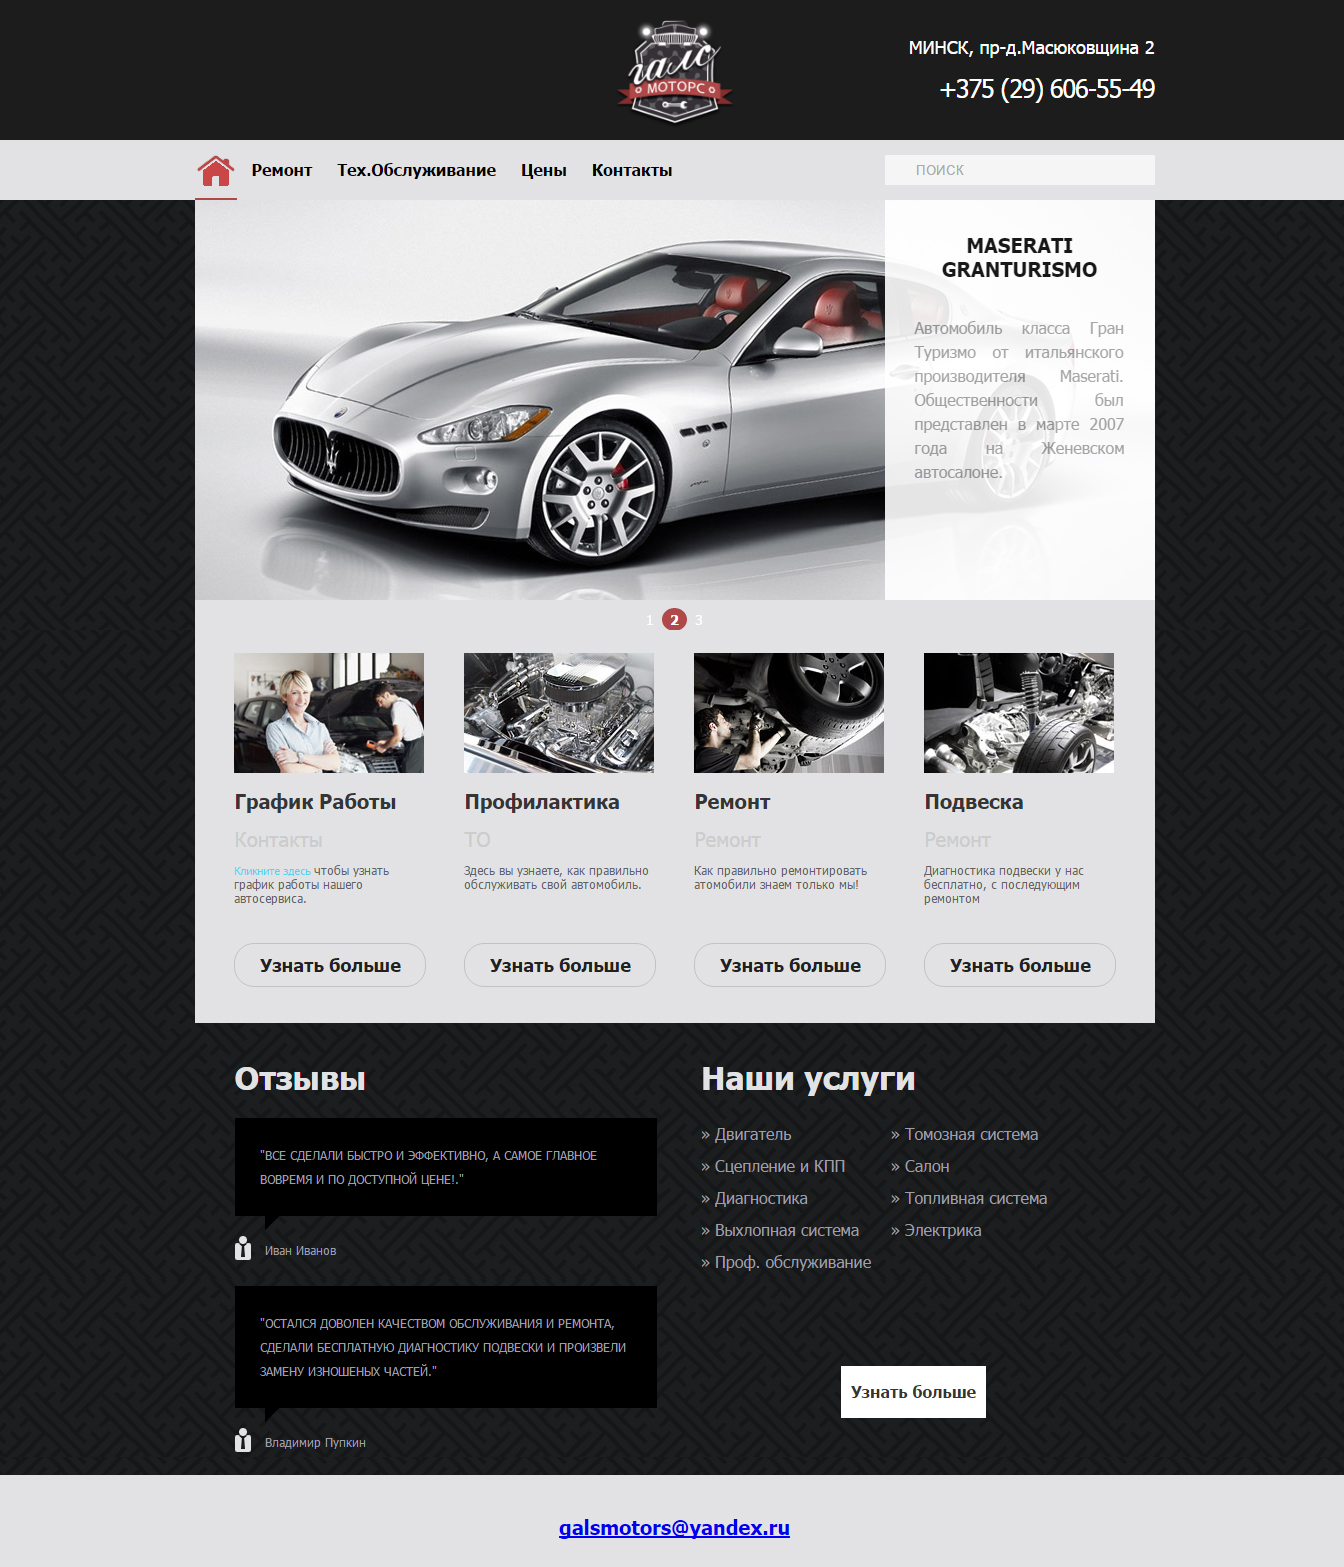 галс
МОТОРС
МИНСК, пр-д.Масюковщина 2
+375 (29) 606-55-49
Ремонт Тех.Обслуживание Цены Контакты
ПОИСК
MASERATI
GRANTURISMO
Автомобиль класса Гран
Туризмо от итальянского
производителя Maserati.
Общественности был
представлен в марте 2007
года на Женевском
автосалоне.
1 2 3
График Работы
Контакты
Кликните здесь чтобы узнать
график работы нашего
автосервиса.
Узнать больше
Профилактика
ТО
Здесь вы узнаете, как правильно
обслуживать свой автомобиль.
Узнать больше
Ремонт
Ремонт
Как правильно ремонтировать
атомобили знаем только мы!
Узнать больше
Подвеска
Ремонт
Диагностика подвески у нас
бесплатно, с последующим
ремонтом
Узнать больше
Отзывы
"ВСЕ СДЕЛАЛИ БЫСТРО И ЭФФЕКТИВНО, А САМОЕ ГЛАВНОЕ
ВОВРЕМЯ И ПО ДОСТУПНОЙ ЦЕНЕ!."
Иван Иванов
"ОСТАЛСЯ ДОВОЛЕН КАЧЕСТВОМ ОБСЛУЖИВАНИЯ И РЕМОНТА,
СДЕЛАЛИ БЕСПЛАТНУЮ ДИАГНОСТИКУ ПОДВЕСКИ И ПРОИЗВЕЛИ
ЗАМЕНУ ИЗНОШЕНЫХ ЧАСТЕЙ."
Владимир Пупкин
Наши услуги
» Двигатель
» Сцепление и КПП
» Диагностика
» Выхлопная система
» Проф. обслуживание
» Томозная система
» Салон
» Топливная система
» Электрика
Узнать больше
galsmotors@yandex.ru